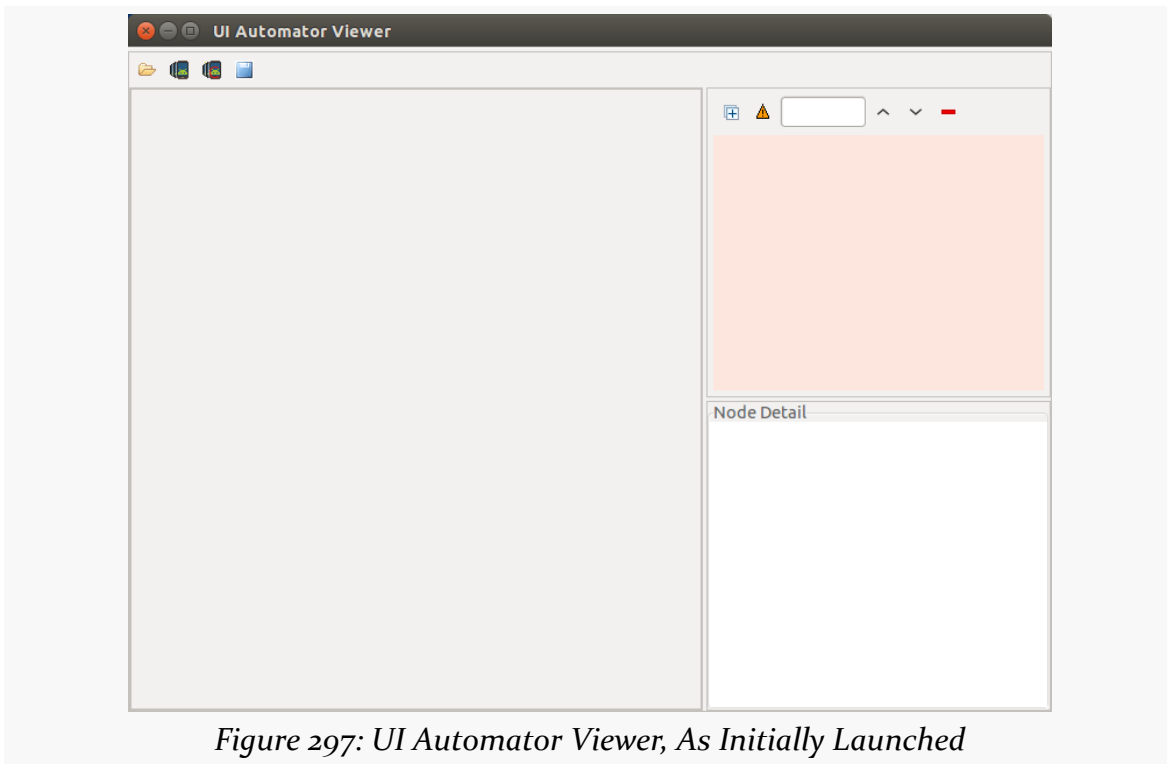 UI Automator Viewer
Node Detail
Figure 297: UI Automator Viewer, As Initially Launched